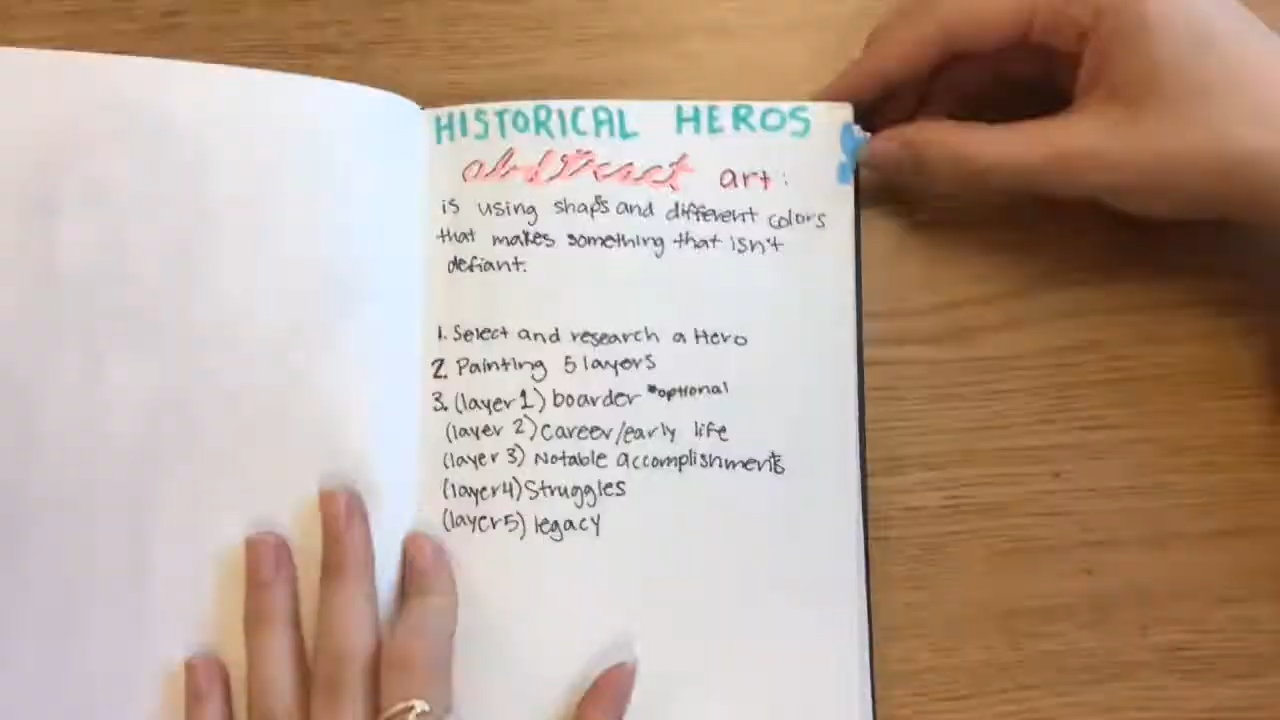 HISTORICAL HEROS
abstract art:
is using shaps and different colors
that makes something that isn't
defiant.
1. Select and research a Hero
2. Painting 5 layors
3. (layer 1) boarder *optional
(layer 2) career/early life
(layer 3) Notable accomplishments
(layer 4) Struggles
(layer 5) legacy